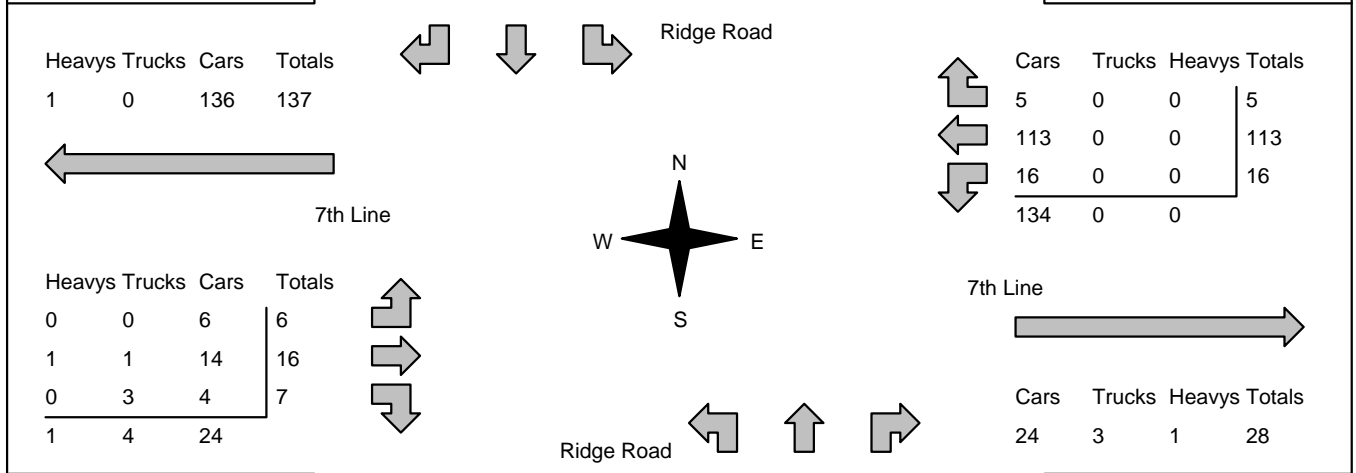 Ridge Road
Heavys Trucks Cars Totals
1 0 136 137
7th Line
Cars Trucks Heavys Totals
5 0 0 5
113 0 0 113
16 0 0 16
134 0 0
N
W E
S
Heavys Trucks Cars Totals
0 0 6 6
1 1 14 16
0 3 4 7
1 4 24
7th Line
Ridge Road
Cars Trucks Heavys Totals
24 3 1 28